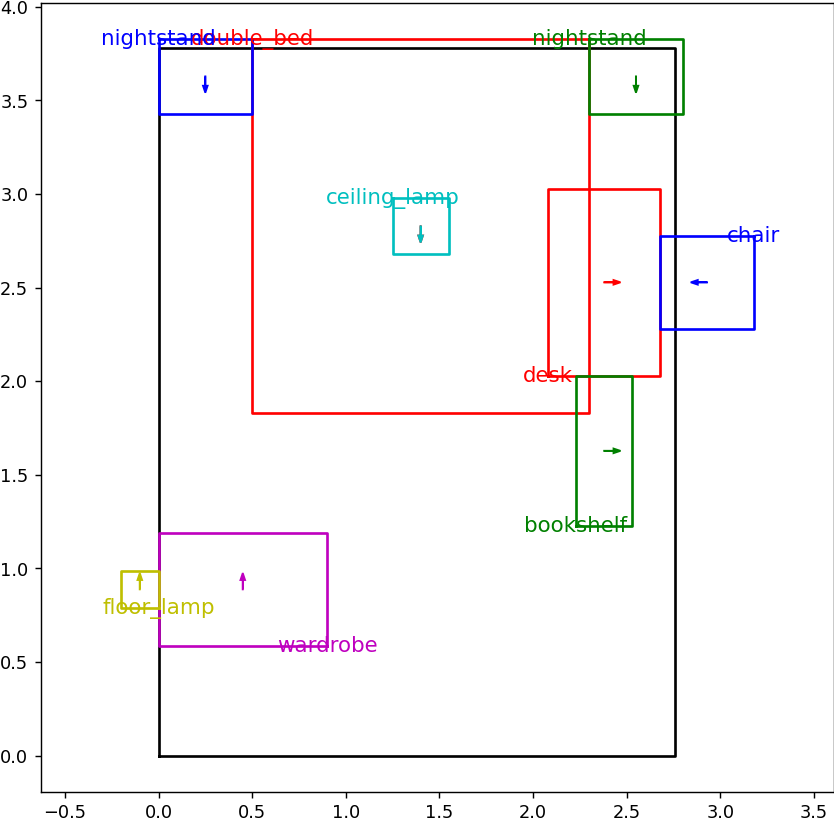 4.0
nightstand
double_bed
nightstand
3.5
3.0
ceiling_lamp
chair
2.5
2.0
desk
1.5
bookshelf
1.0
floor_lamp
wardrobe
0.5
0.0
−0.5 0.0 0.5 1.0 1.5 2.0 2.5 3.0 3.5